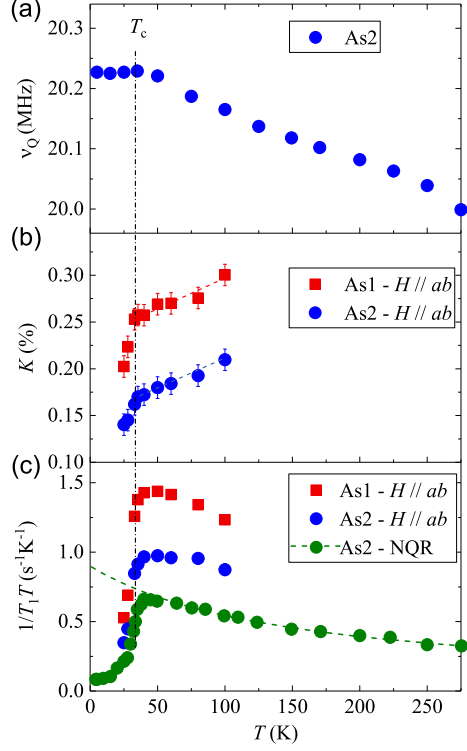 (a)
T_c
20.3
As2
20.2
20.1
20.0
ν_Q (MHz)
(b)
0.30
As1 - H // ab
As2 - H // ab
0.25
0.20
0.15
0.10
K (%)
(c)
1.5
As1 - H // ab
As2 - H // ab
As2 - NQR
1.0
0.5
0.0
1/T₁T (s⁻¹K⁻¹)
0 50 100 150 200 250
T (K)